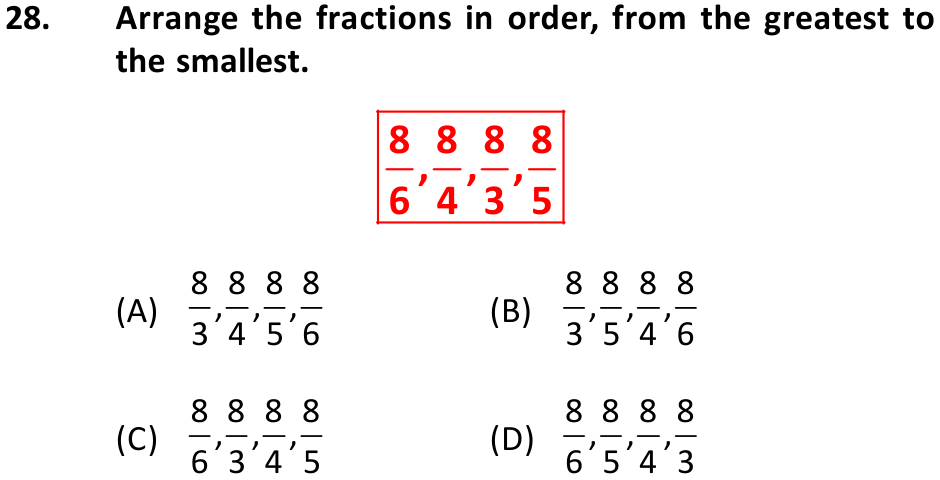 28. Arrange the fractions in order, from the greatest to
the smallest.
8/6, 8/4, 8/3, 8/5
(A) 8/3, 8/4, 8/5, 8/6 (B) 8/3, 8/5, 8/4, 8/6
(C) 8/6, 8/3, 8/4, 8/5 (D) 8/6, 8/5, 8/4, 8/3